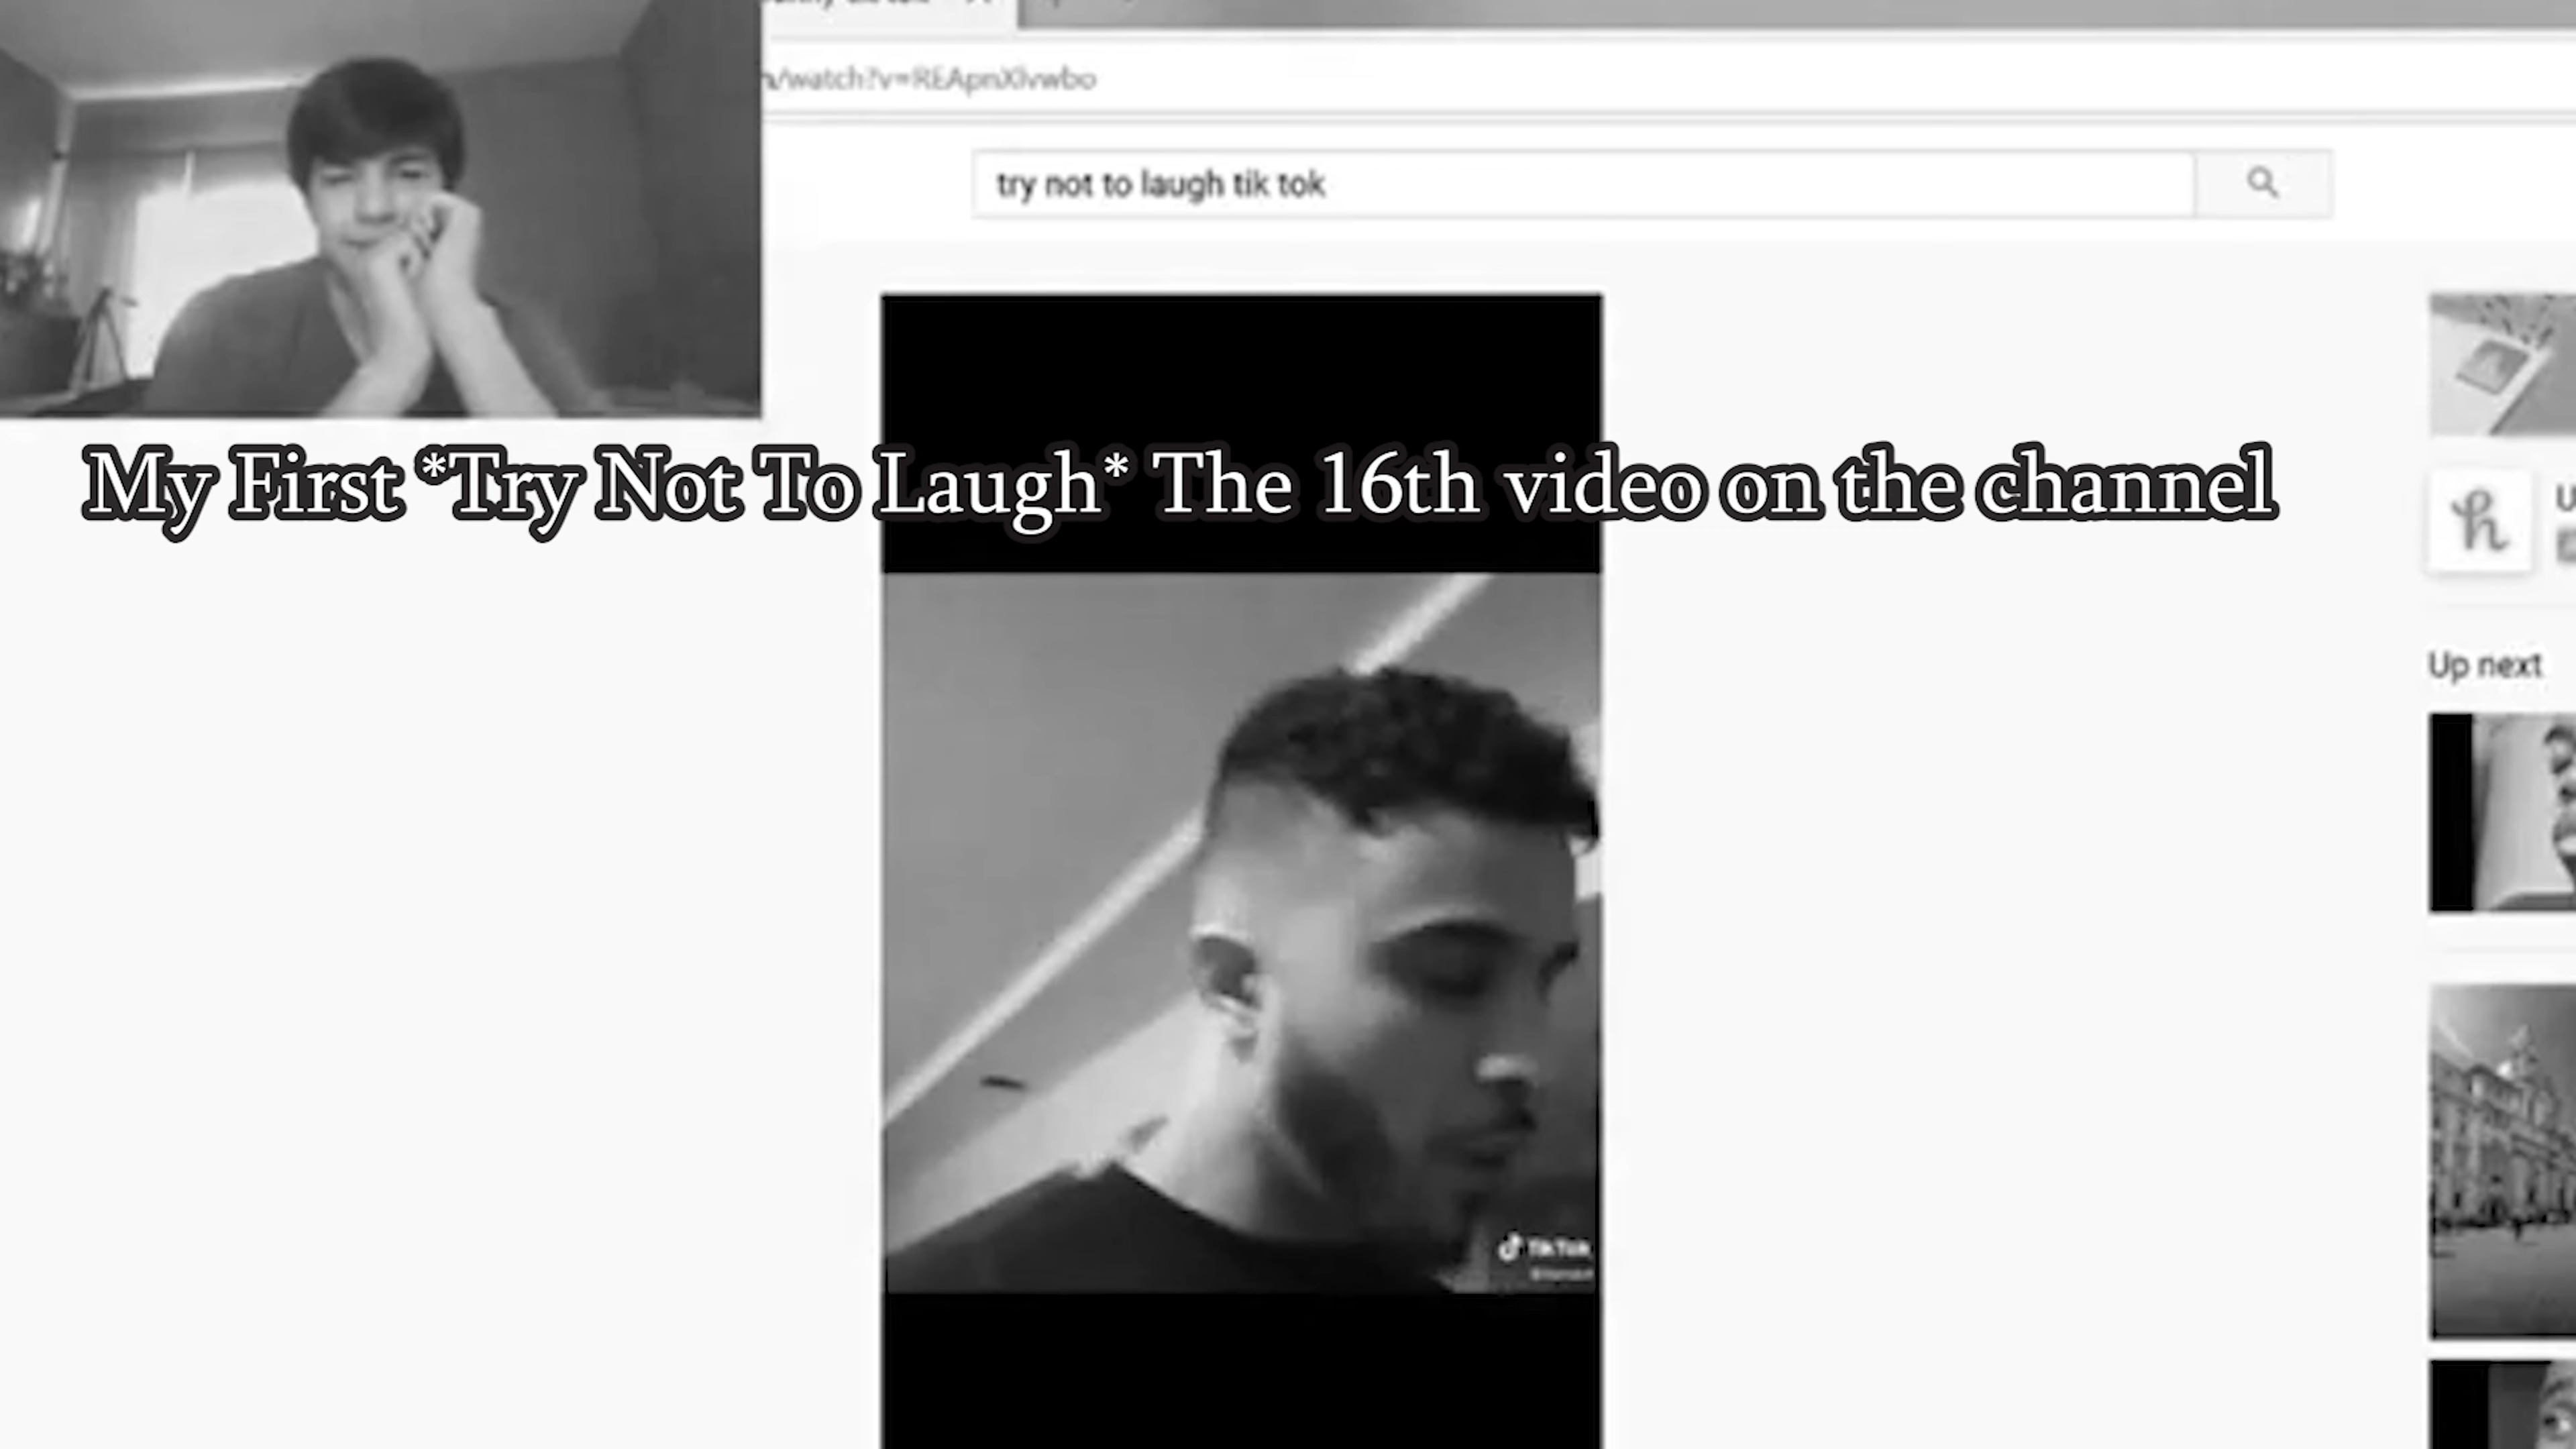 /watch?v=REApnXlvwbo
try not to laugh tik tok
My First *Try Not To Laugh* The 16th video on the channel
Up next
TikTok